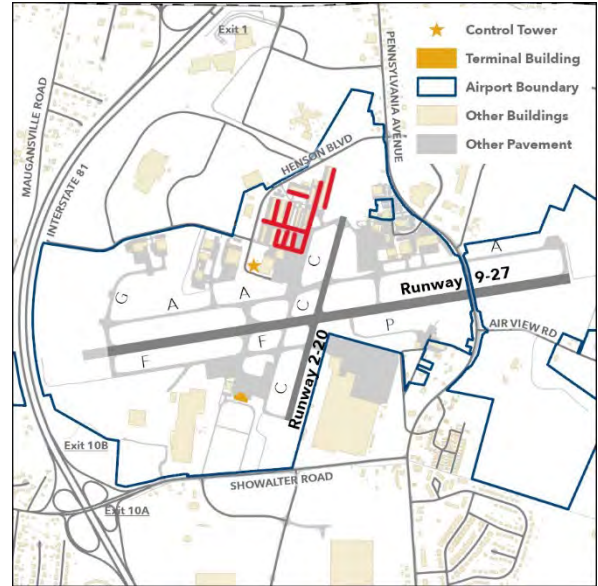 Exit 1
Control Tower
Terminal Building
Airport Boundary
Other Buildings
Other Pavement
MAUGANSVILLE ROAD
INTERSTATE 81
PENNSYLVANIA AVENUE
HENSON BLVD
G
A
A
C
C
C
A
Runway 9-27
F
F
P
AIR VIEW RD
C
Runway 2-20
Exit 10B
SHOWALTER ROAD
Exit 10A